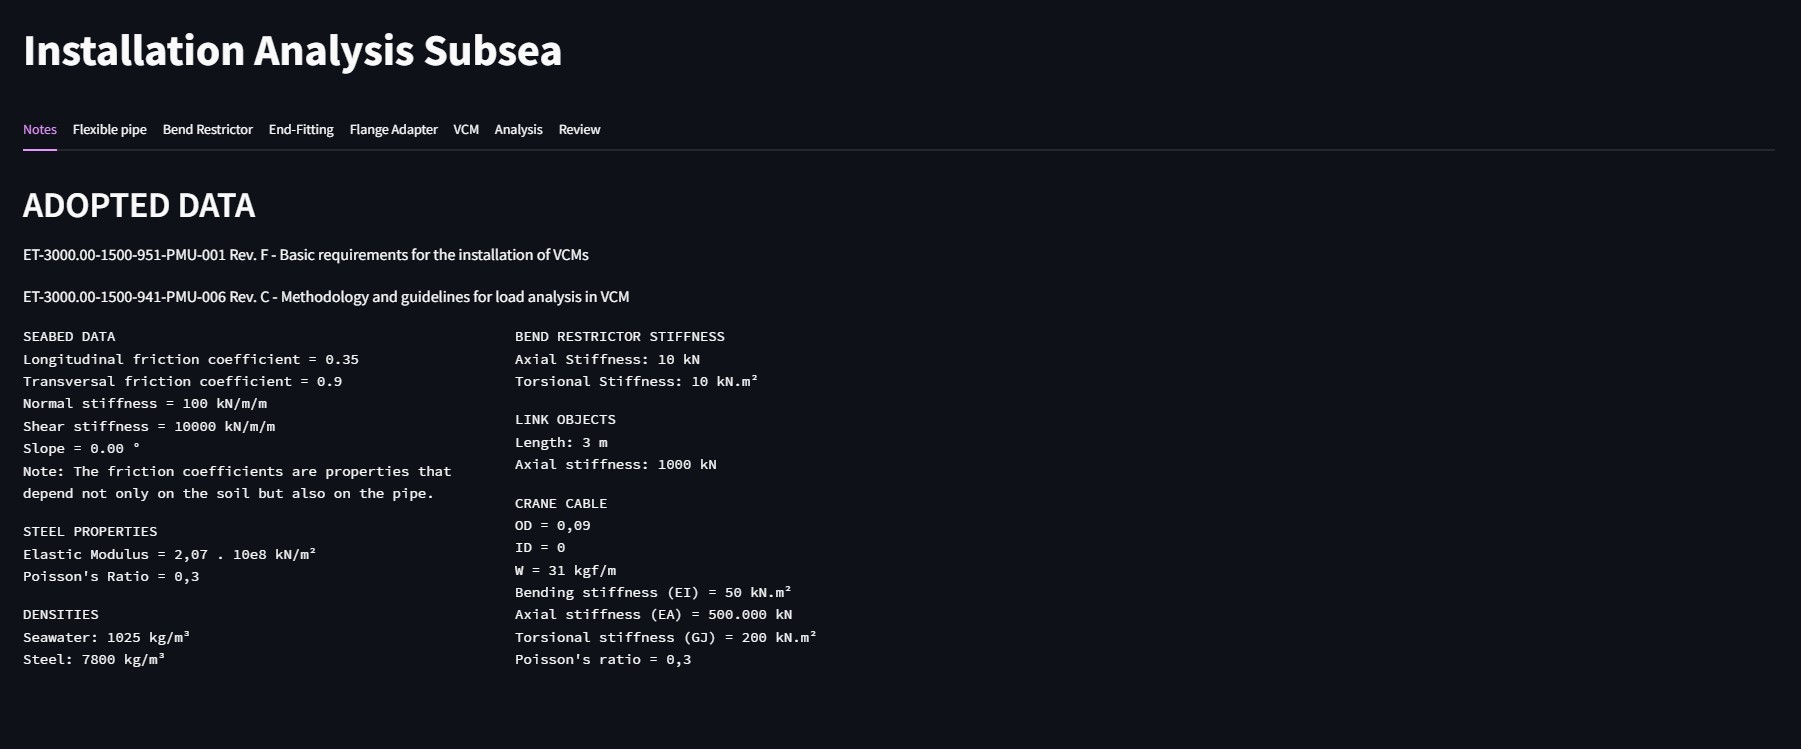 Installation Analysis Subsea
Notes Flexible pipe Bend Restrictor End-Fitting Flange Adapter VCM Analysis Review
ADOPTED DATA
ET-3000.00-1500-951-PMU-001 Rev. F - Basic requirements for the installation of VCMs
ET-3000.00-1500-941-PMU-006 Rev. C - Methodology and guidelines for load analysis in VCM
SEABED DATA
Longitudinal friction coefficient = 0.35
Transversal friction coefficient = 0.9
Normal stiffness = 100 kN/m/m
Shear stiffness = 10000 kN/m/m
Slope = 0.00 °
Note: The friction coefficients are properties that
depend not only on the soil but also on the pipe.
STEEL PROPERTIES
Elastic Modulus = 2,07 . 10e8 kN/m²
Poisson's Ratio = 0,3
DENSITIES
Seawater: 1025 kg/m³
Steel: 7800 kg/m³
BEND RESTRICTOR STIFFNESS
Axial Stiffness: 10 kN
Torsional Stiffness: 10 kN.m²
LINK OBJECTS
Length: 3 m
Axial stiffness: 1000 kN
CRANE CABLE
OD = 0,09
ID = 0
W = 31 kgf/m
Bending stiffness (EI) = 50 kN.m²
Axial stiffness (EA) = 500.000 kN
Torsional stiffness (GJ) = 200 kN.m²
Poisson's ratio = 0,3